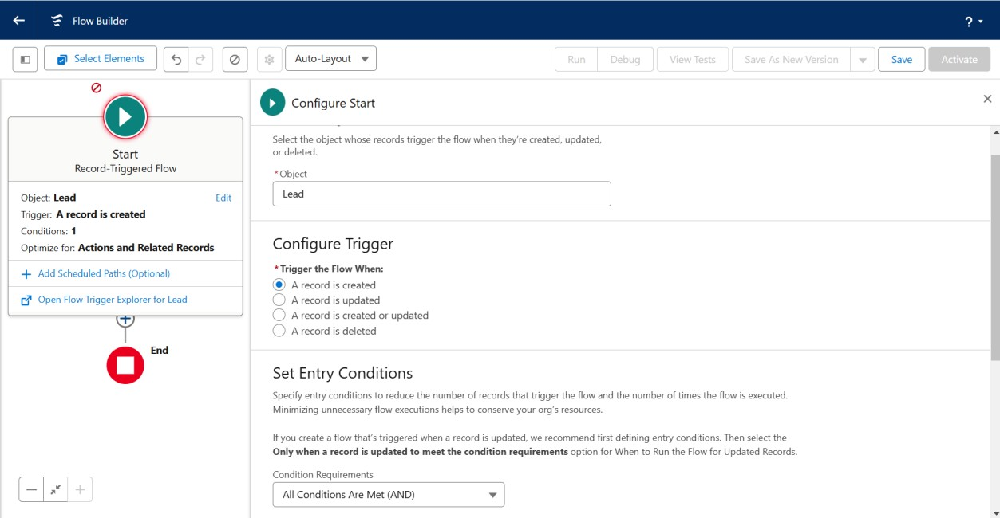 Flow Builder
?
Select Elements
Auto-Layout
Run
Debug
View Tests
Save As New Version
Save
Activate
Start
Record-Triggered Flow
Object: Lead
Edit
Trigger: A record is created
Conditions: 1
Optimize for: Actions and Related Records
Add Scheduled Paths (Optional)
Open Flow Trigger Explorer for Lead
End
Configure Start
Select the object whose records trigger the flow when they're created, updated,
or deleted.
*Object
Lead
Configure Trigger
*Trigger the Flow When:
A record is created
A record is updated
A record is created or updated
A record is deleted
Set Entry Conditions
Specify entry conditions to reduce the number of records that trigger the flow and the number of times the flow is executed.
Minimizing unnecessary flow executions helps to conserve your org's resources.
If you create a flow that's triggered when a record is updated, we recommend first defining entry conditions. Then select the
Only when a record is updated to meet the condition requirements option for When to Run the Flow for Updated Records.
Condition Requirements
All Conditions Are Met (AND)